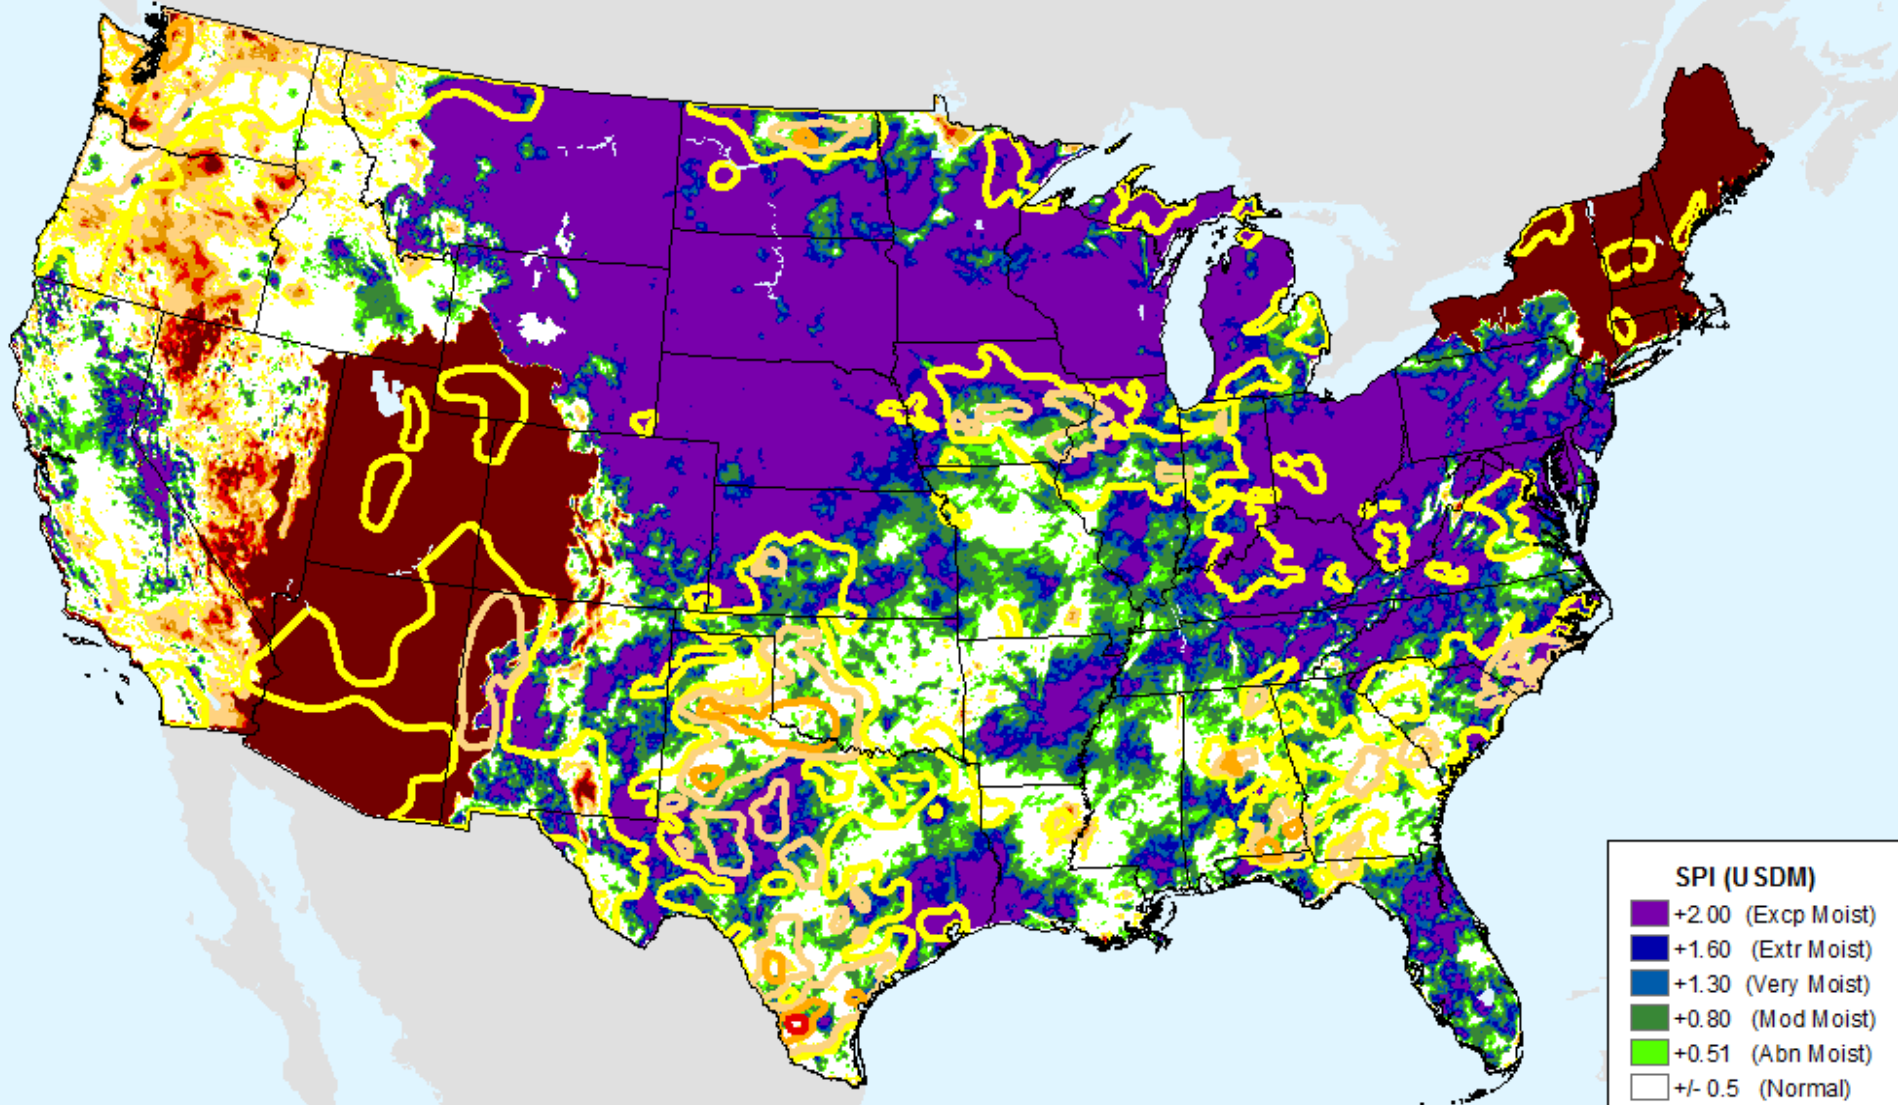 SPI (USDM)
+2.00 (Excp Moist)
+1.60 (Extr Moist)
+1.30 (Very Moist)
+0.80 (Mod Moist)
+0.51 (Abn Moist)
+/- 0.5 (Normal)